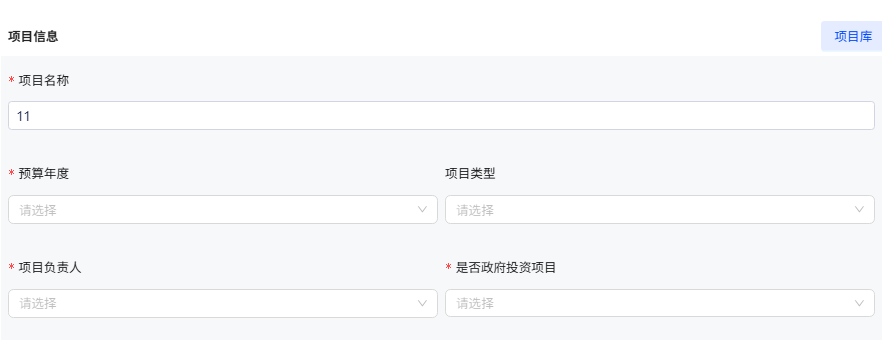 项目信息
项目库
* 项目名称
11
* 预算年度
项目类型
请选择
请选择
* 项目负责人
* 是否政府投资项目
请选择
请选择